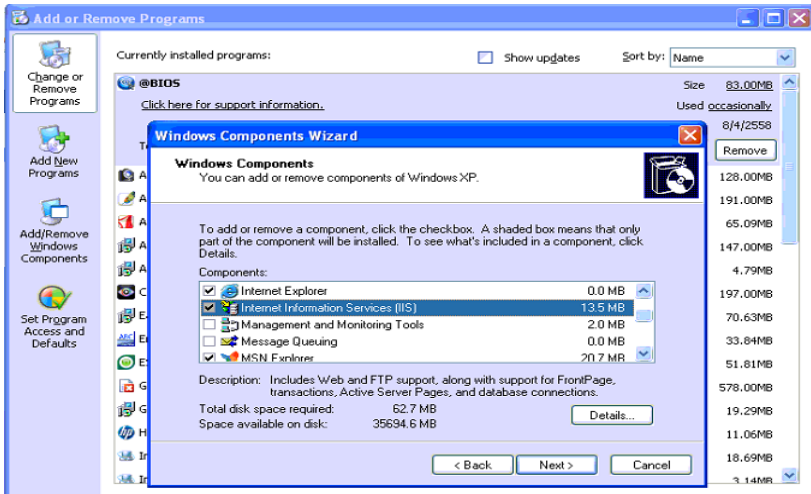 Add or Remove Programs
Currently installed programs:
Show updates
Sort by: Name
Change or
Remove
Programs
@BIOS
Size 83.00MB
Click here for support information.
Used occasionally
8/4/2558
Remove
Add New
Programs
Add/Remove
Windows
Components
Set Program
Access and
Defaults
Windows Components Wizard
Windows Components
You can add or remove components of Windows XP.
To add or remove a component, click the checkbox. A shaded box means that only
part of the component will be installed. To see what's included in a component, click
Details.
Components:
Internet Explorer 0.0 MB
Internet Information Services (IIS) 13.5 MB
Management and Monitoring Tools 2.0 MB
Message Queuing 0.0 MB
MSN Explorer 20.7 MB
Description: Includes Web and FTP support, along with support for FrontPage,
transactions, Active Server Pages, and database connections.
Total disk space required: 62.7 MB
Space available on disk: 35694.6 MB
Details...
< Back
Next >
Cancel
128.00MB
191.00MB
65.09MB
147.00MB
4.79MB
197.00MB
70.63MB
33.84MB
51.81MB
578.00MB
19.29MB
11.06MB
18.69MB
3.14MB